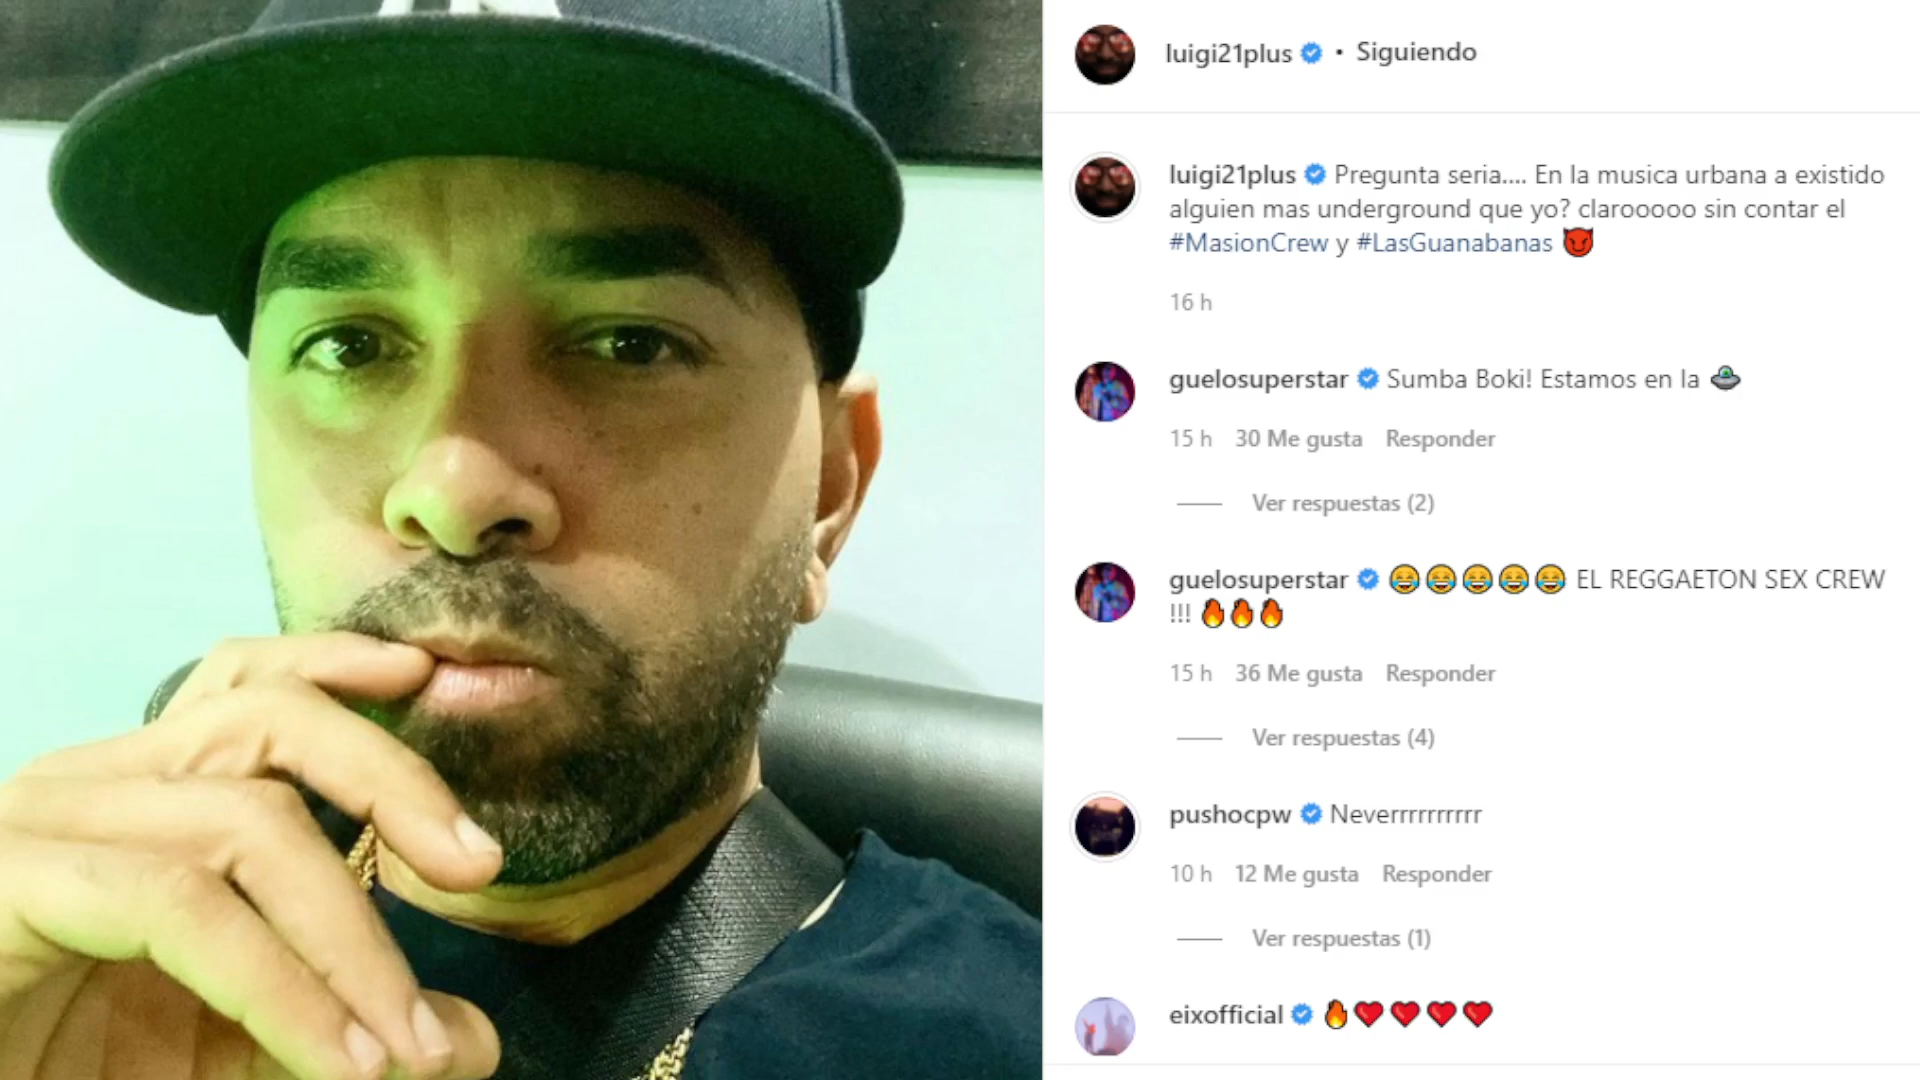 luigi21plus • Siguiendo
luigi21plus Pregunta seria.... En la musica urbana a existido
alguien mas underground que yo? clarooooo sin contar el
#MasionCrew y #LasGuanabanas 😈
16 h
guelosuperstar Sumba Boki! Estamos en la 🛸
15 h 30 Me gusta Responder
Ver respuestas (2)
guelosuperstar 😂😂😂😂😂 EL REGGAETON SEX CREW
!!! 🔥🔥🔥
15 h 36 Me gusta Responder
Ver respuestas (4)
pushocpw Neverrrrrrrrrr
10 h 12 Me gusta Responder
Ver respuestas (1)
eixofficial 🔥❤️❤️❤️❤️